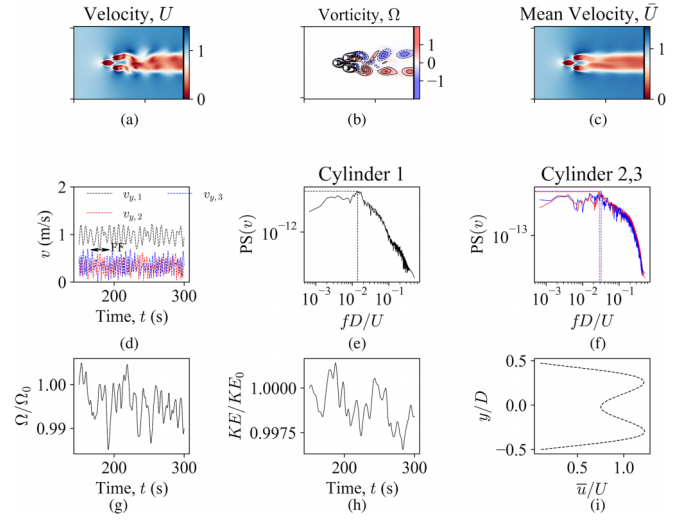 Velocity, U
Vorticity, Ω
Mean Velocity, Ū
1
0
1
0
−1
1
0
(a)
(b)
(c)
Cylinder 1
Cylinder 2,3
2
1
0
v (m/s)
v_{y,1}
v_{y,2}
v_{y,3}
FF
200
300
Time, t (s)
(d)
PS(v)
10^{−12}
10^{−3}
10^{−2}
10^{−1}
fD/U
(e)
PS(v)
10^{−13}
10^{−3}
10^{−2}
10^{−1}
fD/U
(f)
Ω/Ω_0
1.00
0.99
200
300
Time, t (s)
(g)
KE/KE_0
1.0000
0.9975
200
300
Time, t (s)
(h)
y/D
0.5
0.0
−0.5
0.5
1.0
u̅/U
(i)